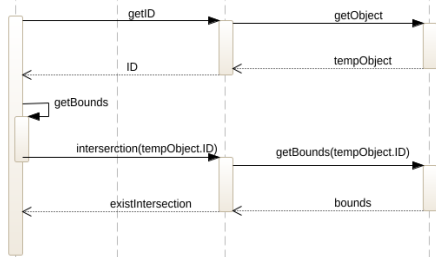 getID
getObject
tempObject
ID
getBounds
interserction(tempObject.ID)
getBounds(tempObject.ID)
bounds
existIntersection